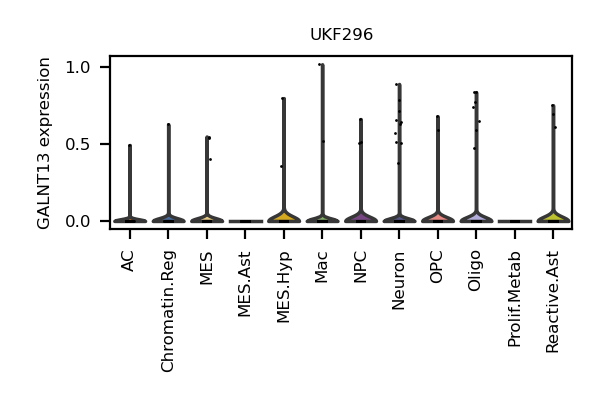 UKF296
GALNT13 expression
1.0
0.5
0.0
AC
Chromatin.Reg
MES
MES.Ast
MES.Hyp
Mac
NPC
Neuron
OPC
Oligo
Prolif.Metab
Reactive.Ast